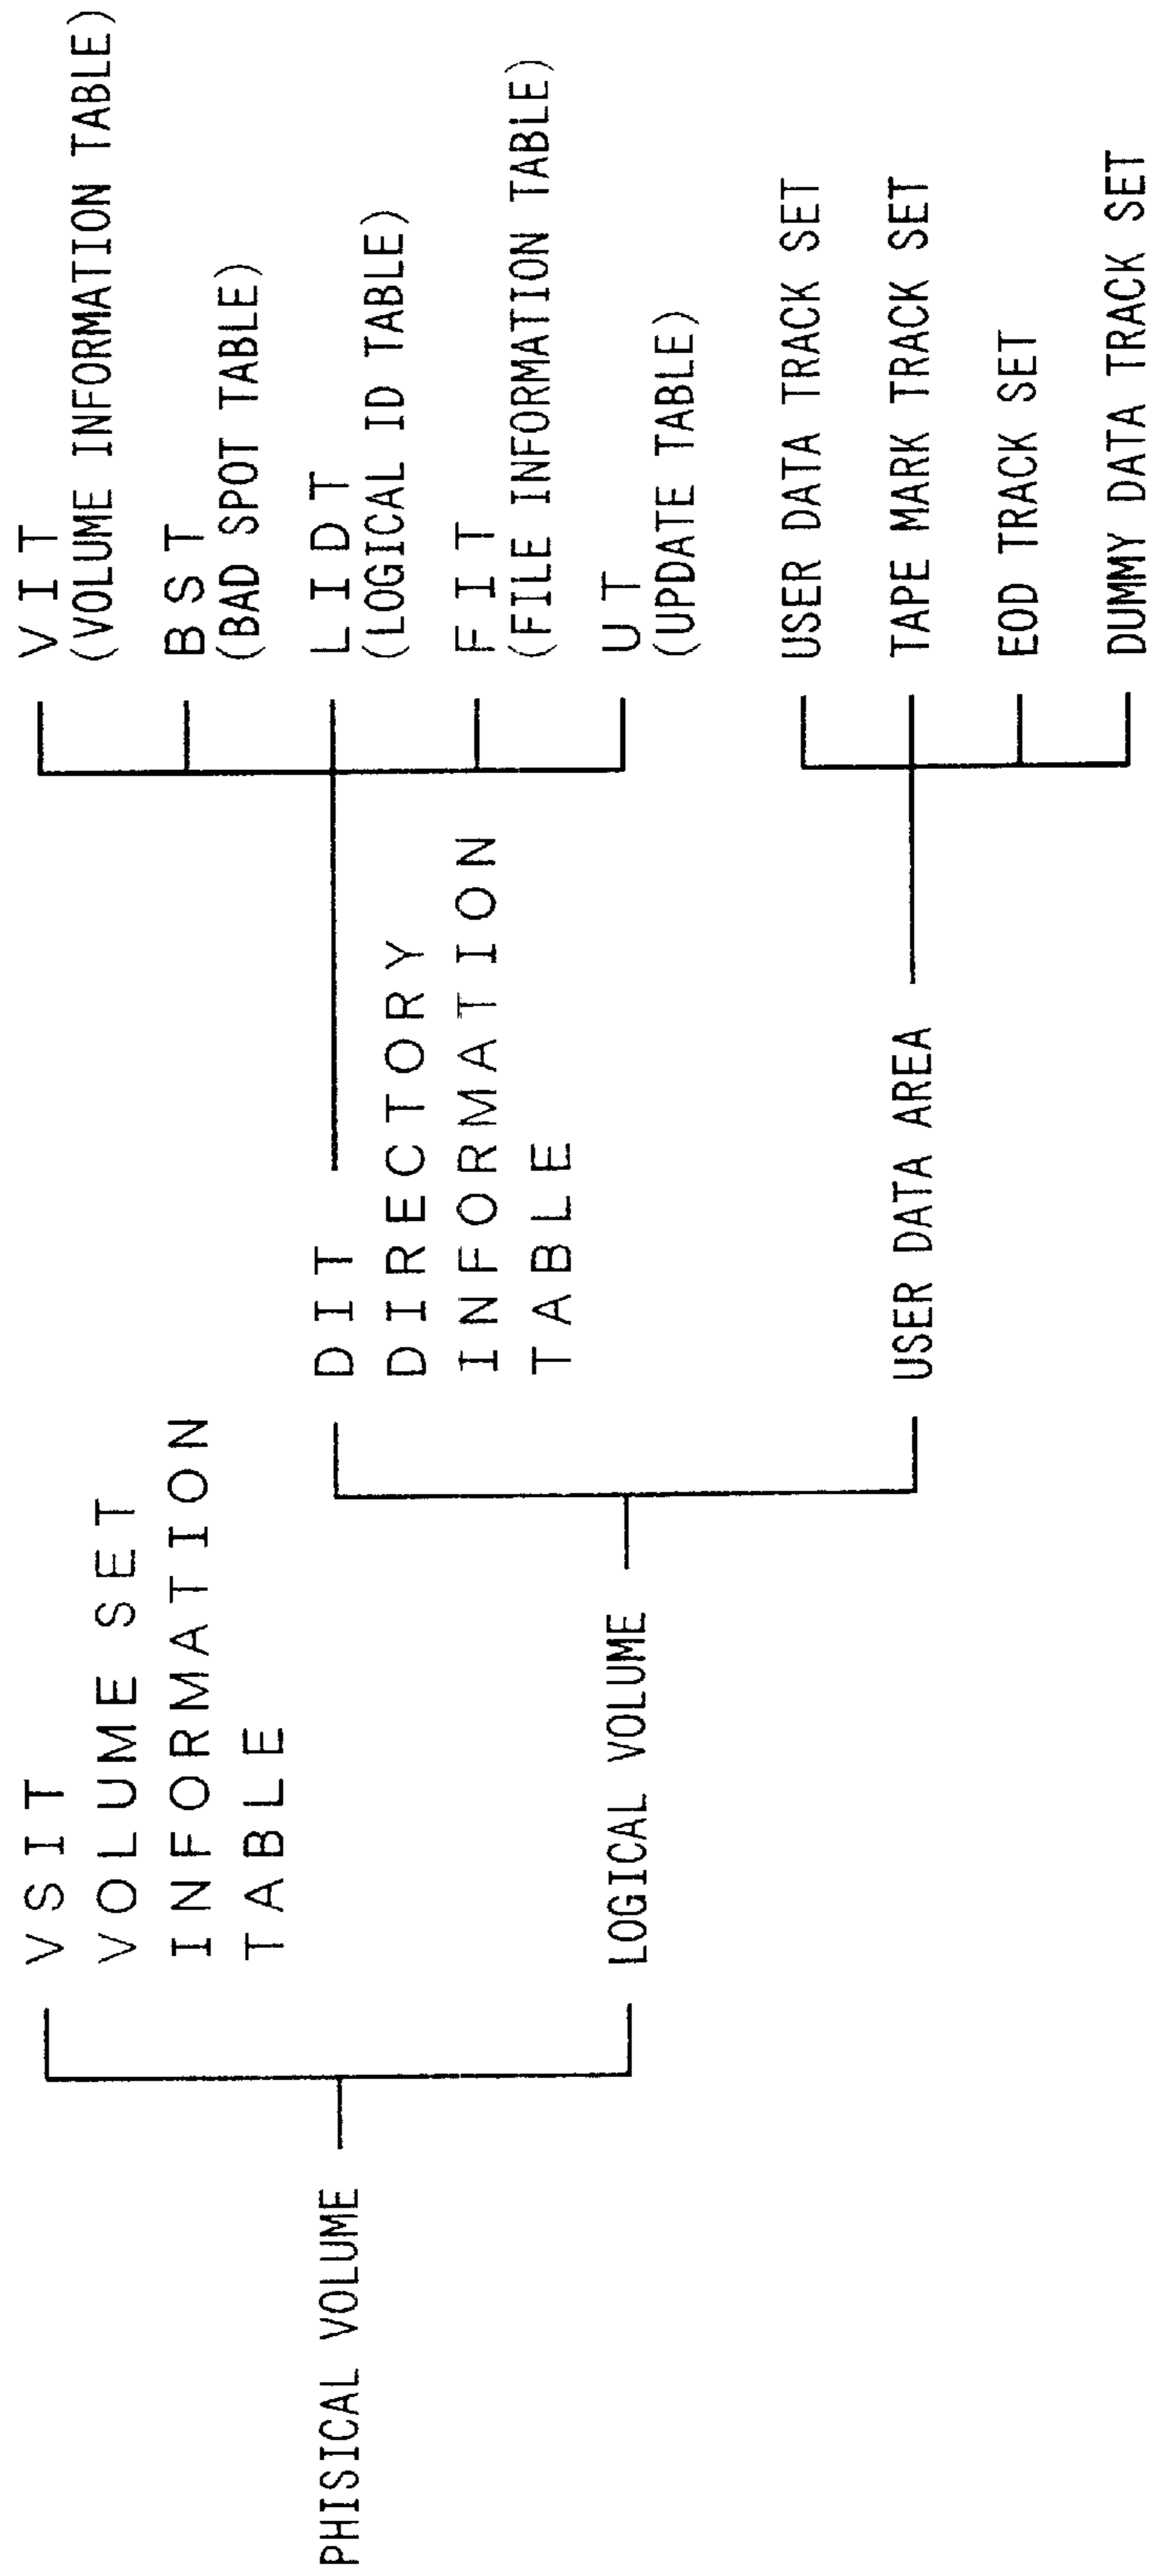 PHISICAL VOLUME
VSIT
VOLUME SET
INFORMATION
TABLE
LOGICAL VOLUME
DIT
DIRECTORY
INFORMATION
TABLE
USER DATA AREA
VIT
(VOLUME INFORMATION TABLE)
BST
(BAD SPOT TABLE)
LIDT
(LOGICAL ID TABLE)
FIT
(FILE INFORMATION TABLE)
UT
(UPDATE TABLE)
USER DATA TRACK SET
TAPE MARK TRACK SET
EOD TRACK SET
DUMMY DATA TRACK SET